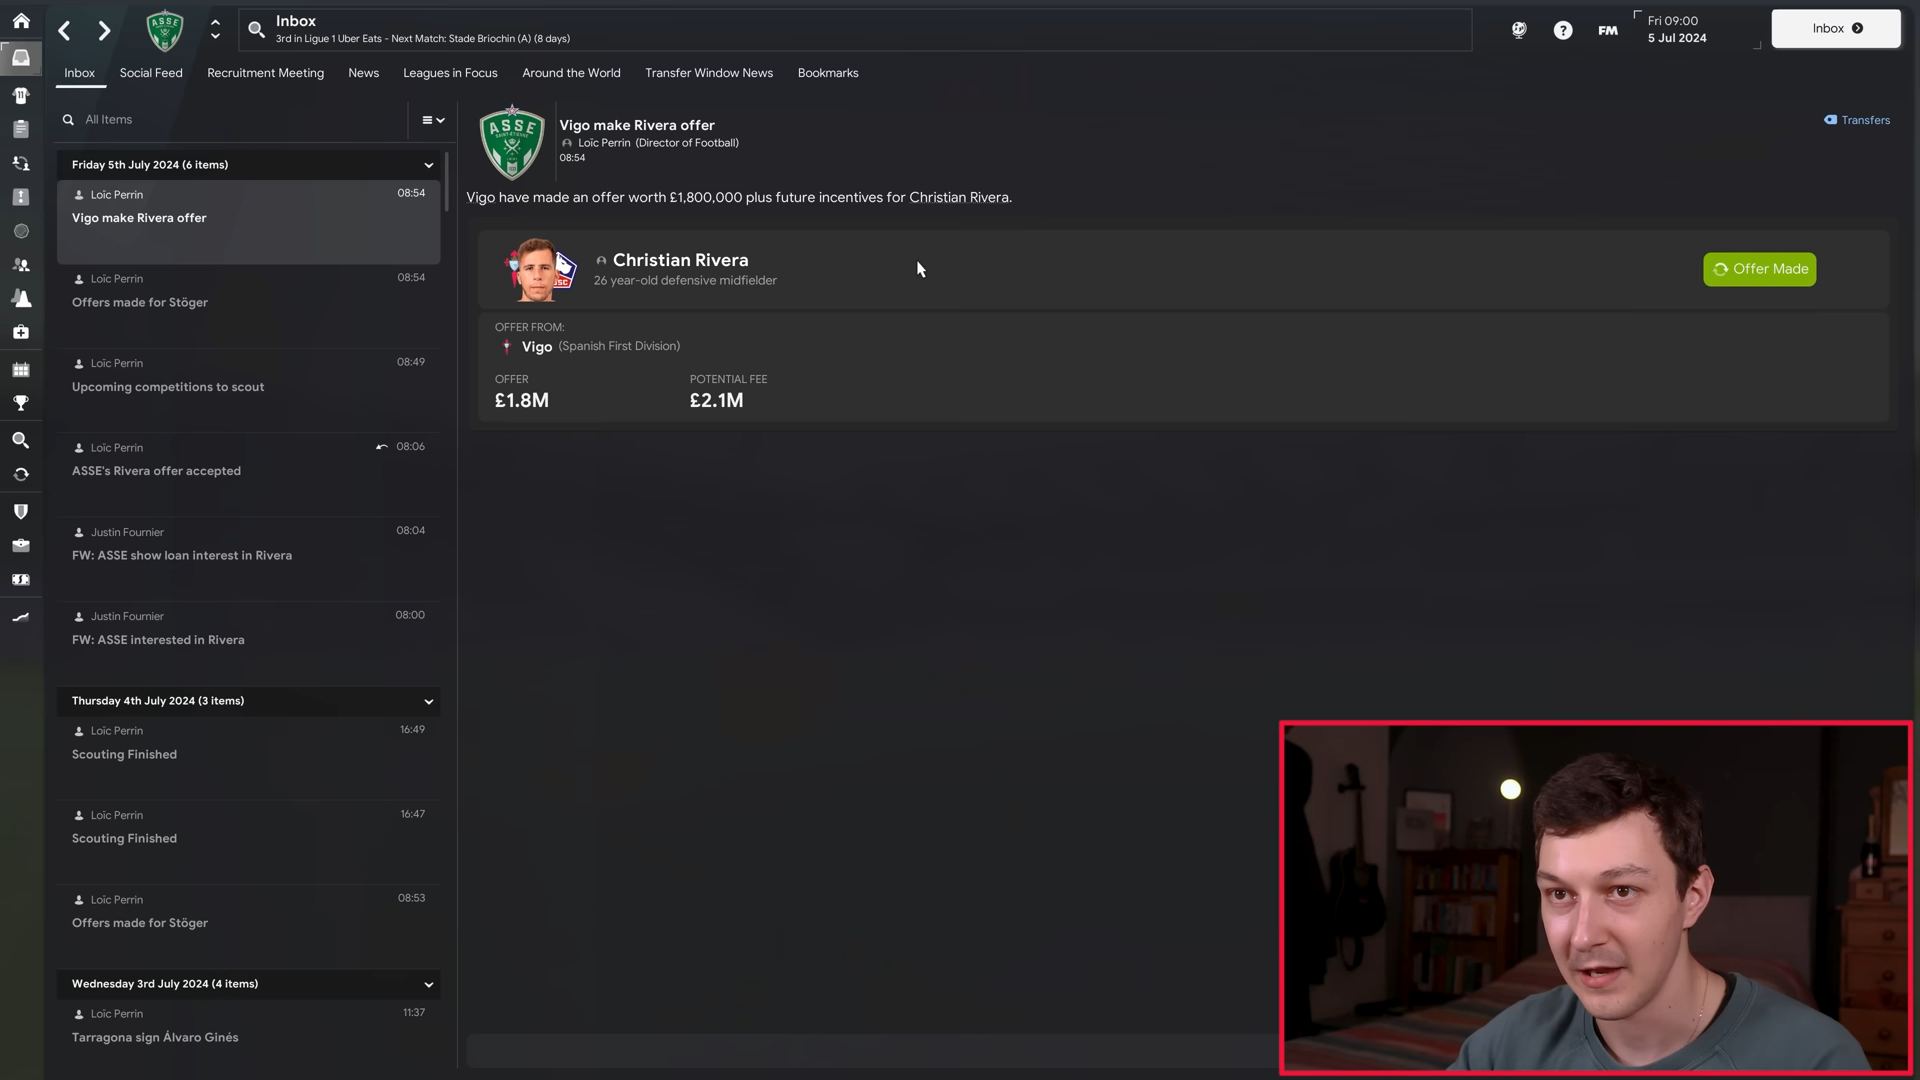 Inbox
3rd in Ligue 1 Uber Eats - Next Match: Stade Briochin (A) (8 days)
Fri 09:00
5 Jul 2024
FM
Inbox
Inbox
Social Feed
Recruitment Meeting
News
Leagues in Focus
Around the World
Transfer Window News
Bookmarks
All Items
Friday 5th July 2024 (6 items)
Loïc Perrin 08:54
Vigo make Rivera offer
Loïc Perrin 08:54
Offers made for Stöger
Loïc Perrin 08:49
Upcoming competitions to scout
Loïc Perrin 08:06
ASSE's Rivera offer accepted
Justin Fournier 08:04
FW: ASSE show loan interest in Rivera
Justin Fournier 08:00
FW: ASSE interested in Rivera
Thursday 4th July 2024 (3 items)
Loïc Perrin 16:49
Scouting Finished
Loïc Perrin 16:47
Scouting Finished
Loïc Perrin 08:53
Offers made for Stöger
Wednesday 3rd July 2024 (4 items)
Loïc Perrin 11:37
Tarragona sign Álvaro Ginés
ASSE
Vigo make Rivera offer
Loïc Perrin (Director of Football)
08:54
Transfers
Vigo have made an offer worth £1,800,000 plus future incentives for Christian Rivera.
Christian Rivera
26 year-old defensive midfielder
Offer Made
OFFER FROM:
Vigo (Spanish First Division)
OFFER
£1.8M
POTENTIAL FEE
£2.1M